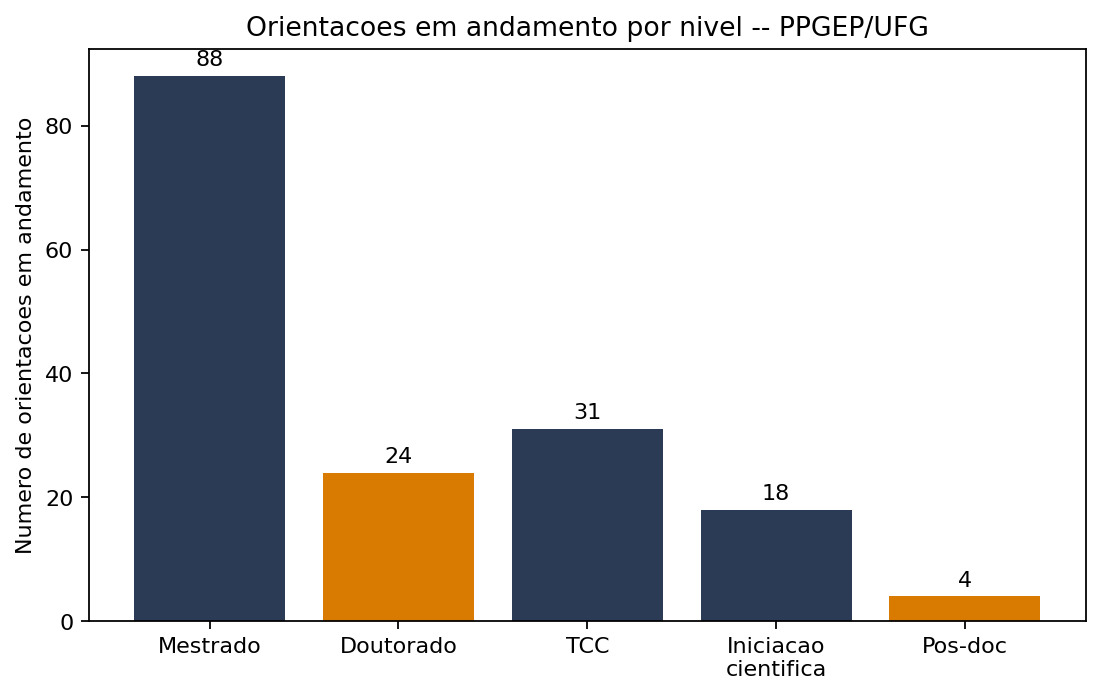 Orientacoes em andamento por nivel -- PPGEP/UFG
Numero de orientacoes em andamento
80
60
40
20
0
88
24
31
18
4
Mestrado
Doutorado
TCC
Iniciacao
cientifica
Pos-doc